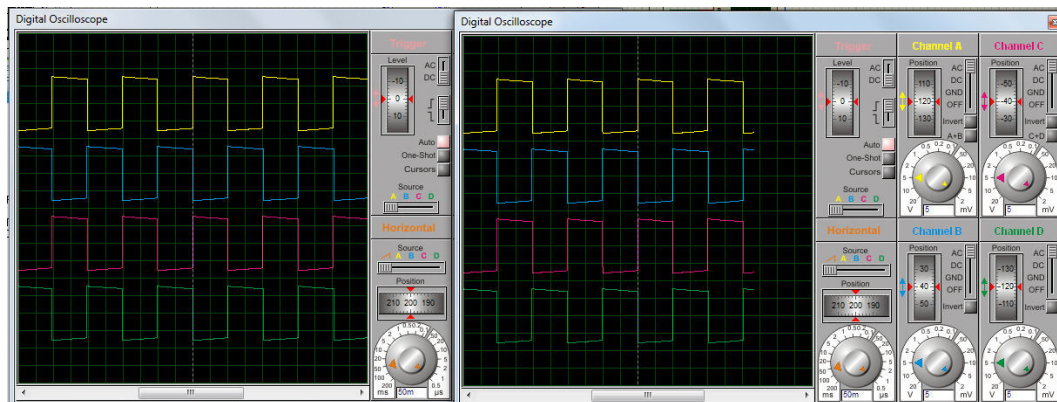 Digital Oscilloscope
Trigger
Level
-10
0
10
AC
DC
Auto
One-Shot
Cursors
Source
A B C D
Horizontal
Source
A B C D
Position
210 200 190
ms 50m µs
Digital Oscilloscope
Trigger
Level
-10
0
10
AC
DC
Auto
One-Shot
Cursors
Source
A B C D
Horizontal
Source
A B C D
Position
210 200 190
ms 50m µs
Channel A
Position
110
-120
-130
AC
DC
GND
OFF
Invert
A+B
V 5 mV
Channel C
Position
-50
-40
-30
AC
DC
GND
OFF
Invert
C+D
V 5 mV
Channel B
Position
30
40
50
AC
DC
GND
OFF
Invert
V 5 mV
Channel D
Position
-130
-120
-110
AC
DC
GND
OFF
Invert
V 5 mV